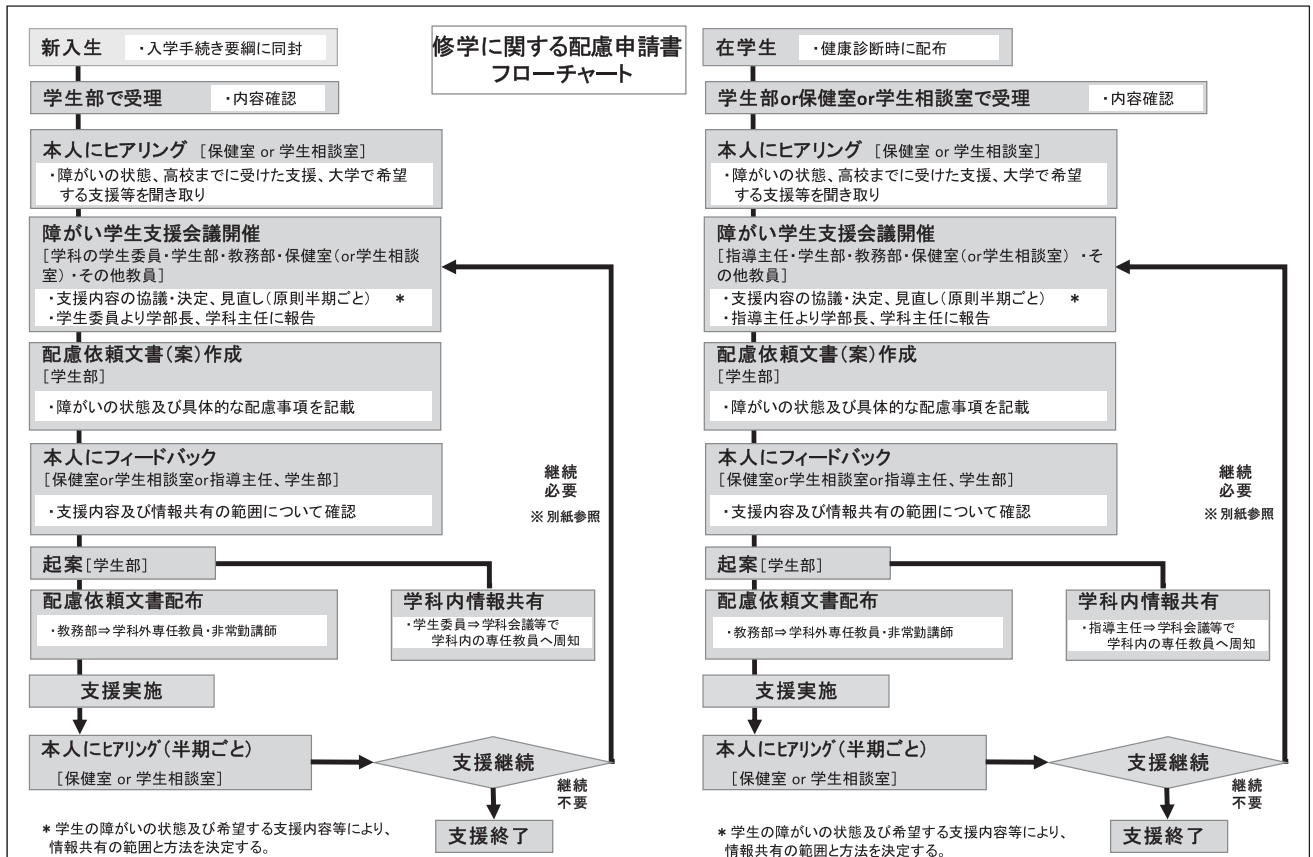 修学に関する配慮申請書
フローチャート
新入生
・入学手続き要綱に同封
学生部で受理
・内容確認
本人にヒアリング [保健室 or 学生相談室]
・障がいの状態、高校までに受けた支援、大学で希望
する支援等を聞き取り
障がい学生支援会議開催
[学科の学生委員・学生部・教務部・保健室(or学生相談
室)・その他教員]
・支援内容の協議・決定、見直し(原則半期ごと) *
・学生委員より学部長、学科主任に報告
配慮依頼文書(案)作成
[学生部]
・障がいの状態及び具体的な配慮事項を記載
本人にフィードバック
[保健室or学生相談室or指導主任、学生部]
・支援内容及び情報共有の範囲について確認
継続
必要
※別紙参照
起案[学生部]
配慮依頼文書配布
・教務部⇒学科外専任教員・非常勤講師
学科内情報共有
・学生委員⇒学科会議等で
学科内の専任教員へ周知
支援実施
本人にヒアリング(半期ごと)
[保健室 or 学生相談室]
支援継続
継続
不要
支援終了
* 学生の障がいの状態及び希望する支援内容等により、
情報共有の範囲と方法を決定する。
在学生
・健康診断時に配布
学生部or保健室or学生相談室で受理
・内容確認
本人にヒアリング [保健室 or 学生相談室]
・障がいの状態、高校までに受けた支援、大学で希望
する支援等を聞き取り
障がい学生支援会議開催
[指導主任・学生部・教務部・保健室(or学生相談室) ・そ
の他教員]
・支援内容の協議・決定、見直し(原則半期ごと) *
・指導主任より学部長、学科主任に報告
配慮依頼文書(案)作成
[学生部]
・障がいの状態及び具体的な配慮事項を記載
本人にフィードバック
[保健室or学生相談室or指導主任、学生部]
・支援内容及び情報共有の範囲について確認
継続
必要
※別紙参照
起案[学生部]
配慮依頼文書配布
・教務部⇒学科外専任教員・非常勤講師
学科内情報共有
・指導主任⇒学科会議等で
学科内の専任教員へ周知
支援実施
本人にヒアリング(半期ごと)
[保健室 or 学生相談室]
支援継続
継続
不要
支援終了
* 学生の障がいの状態及び希望する支援内容等により、
情報共有の範囲と方法を決定する。